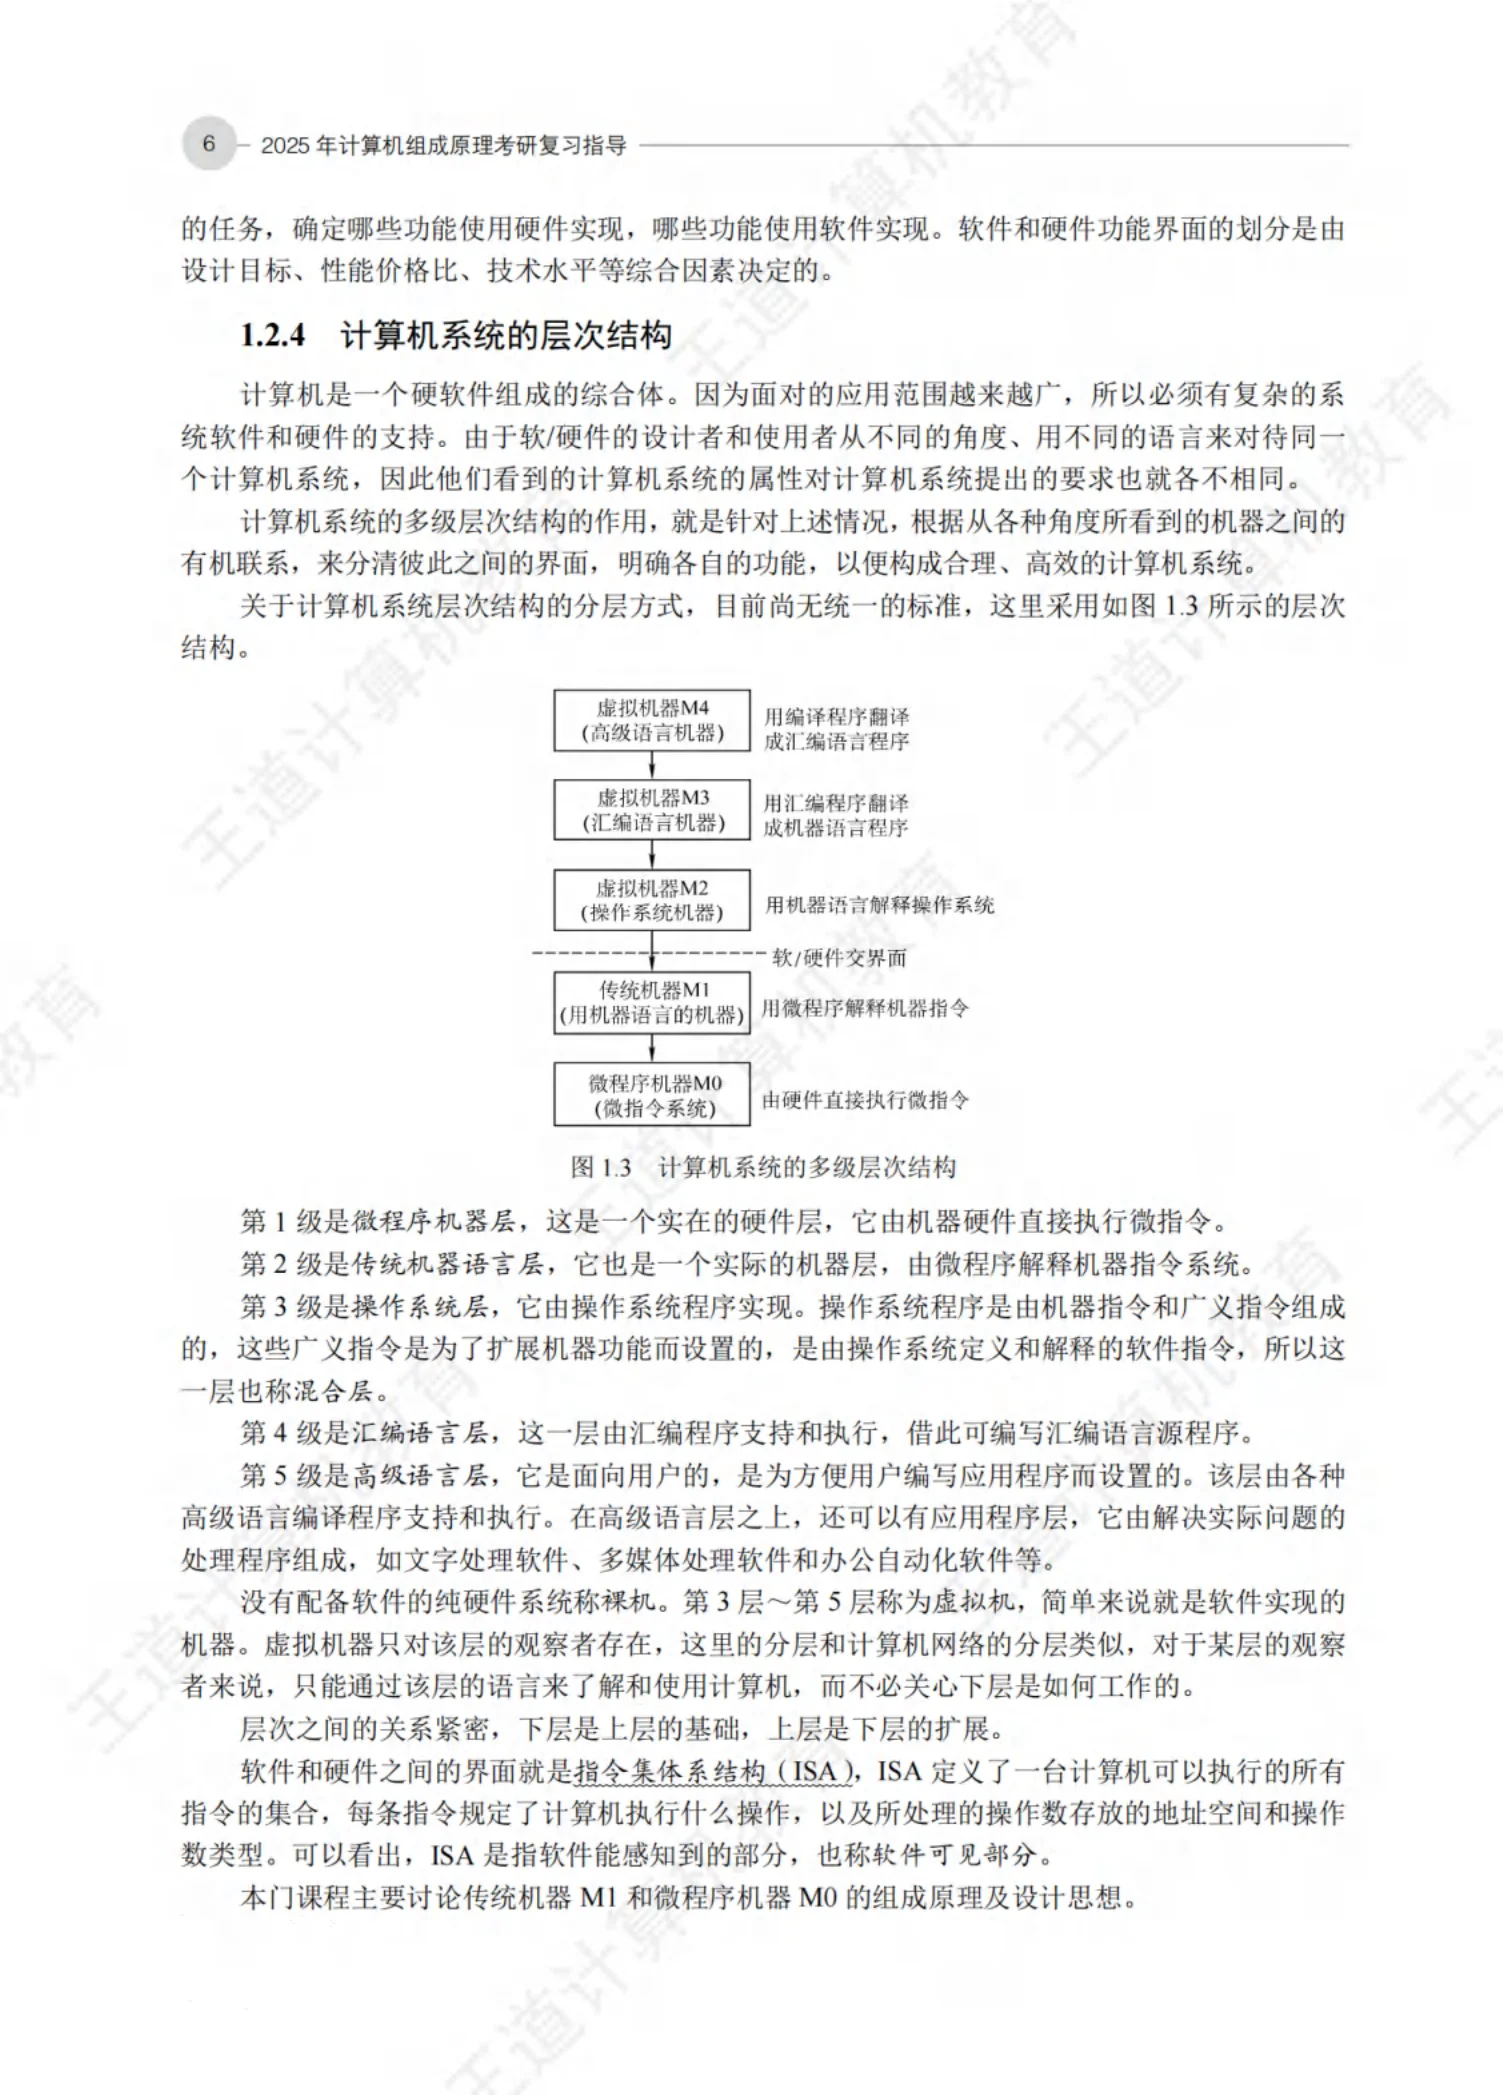 6 2025 年计算机组成原理考研复习指导
的任务，确定哪些功能使用硬件实现，哪些功能使用软件实现。软件和硬件功能界面的划分是由
设计目标、性能价格比、技术水平等综合因素决定的。
1.2.4 计算机系统的层次结构
计算机是一个硬软件组成的综合体。因为面对的应用范围越来越广，所以必须有复杂的系
统软件和硬件的支持。由于软/硬件的设计者和使用者从不同的角度、用不同的语言来对待同一
个计算机系统，因此他们看到的计算机系统的属性对计算机系统提出的要求也就各不相同。
计算机系统的多级层次结构的作用，就是针对上述情况，根据从各种角度所看到的机器之间的
有机联系，来分清彼此之间的界面，明确各自的功能，以便构成合理、高效的计算机系统。
关于计算机系统层次结构的分层方式，目前尚无统一的标准，这里采用如图 1.3 所示的层次
结构。
虚拟机器M4
(高级语言机器)
用编译程序翻译
成汇编语言程序
虚拟机器M3
(汇编语言机器)
用汇编程序翻译
成机器语言程序
虚拟机器M2
(操作系统机器)
用机器语言解释操作系统
软/硬件交界面
传统机器M1
(用机器语言的机器)
用微程序解释机器指令
微程序机器M0
(微指令系统)
由硬件直接执行微指令
图 1.3 计算机系统的多级层次结构
第 1 级是微程序机器层，这是一个实在的硬件层，它由机器硬件直接执行微指令。
第 2 级是传统机器语言层，它也是一个实际的机器层，由微程序解释机器指令系统。
第 3 级是操作系统层，它由操作系统程序实现。操作系统程序是由机器指令和广义指令组成
的，这些广义指令是为了扩展机器功能而设置的，是由操作系统定义和解释的软件指令，所以这
一层也称混合层。
第 4 级是汇编语言层，这一层由汇编程序支持和执行，借此可编写汇编语言源程序。
第 5 级是高级语言层，它是面向用户的，是为方便用户编写应用程序而设置的。该层由各种
高级语言编译程序支持和执行。在高级语言层之上，还可以有应用程序层，它由解决实际问题的
处理程序组成，如文字处理软件、多媒体处理软件和办公自动化软件等。
没有配备软件的纯硬件系统称裸机。第 3 层～第 5 层称为虚拟机，简单来说就是软件实现的
机器。虚拟机器只对该层的观察者存在，这里的分层和计算机网络的分层类似，对于某层的观察
者来说，只能通过该层的语言来了解和使用计算机，而不必关心下层是如何工作的。
层次之间的关系紧密，下层是上层的基础，上层是下层的扩展。
软件和硬件之间的界面就是指令集体系结构（ISA），ISA 定义了一台计算机可以执行的所有
指令的集合，每条指令规定了计算机执行什么操作，以及所处理的操作数存放的地址空间和操作
数类型。可以看出，ISA 是指软件能感知到的部分，也称软件可见部分。
本门课程主要讨论传统机器 M1 和微程序机器 M0 的组成原理及设计思想。
王道计算机教育
王道计算机教育
王道计算机教育
王道计算机教育
教育
王道计算机教育
王道计算机教育
王道计算机教育